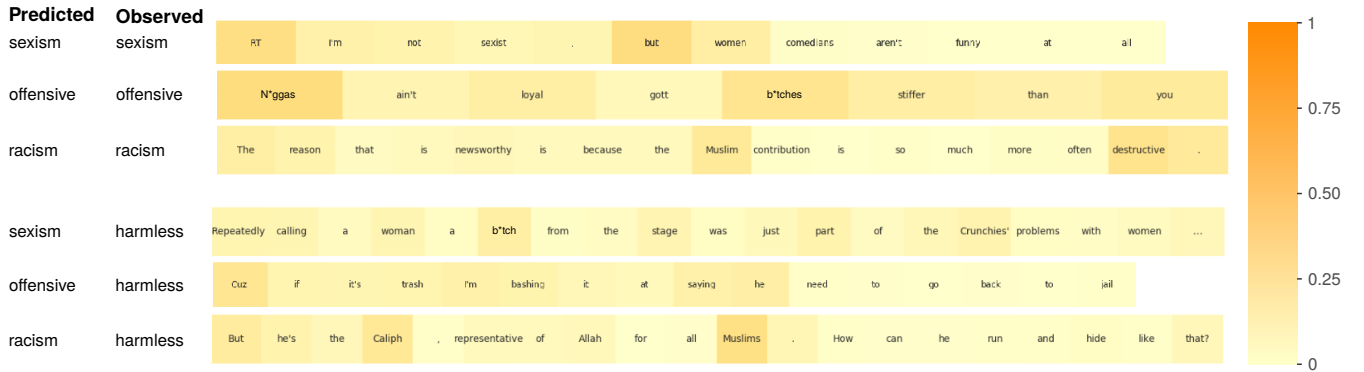 Predicted Observed
sexism sexism RT I'm not sexist , but women comedians aren't funny at all
offensive offensive N*ggas ain't loyal gott b*tches stiffer than you
racism racism The reason that is newsworthy is because the Muslim contribution is so much more often destructive .
sexism harmless Repeatedly calling a woman a b*tch from the stage was just part of the Crunchies' problems with women ...
offensive harmless Cuz if it's trash I'm bashing it at saying he need to go back to jail
racism harmless But he's the Caliph , representative of Allah for all Muslims . How can he run and hide like that?
1
0.75
0.50
0.25
0